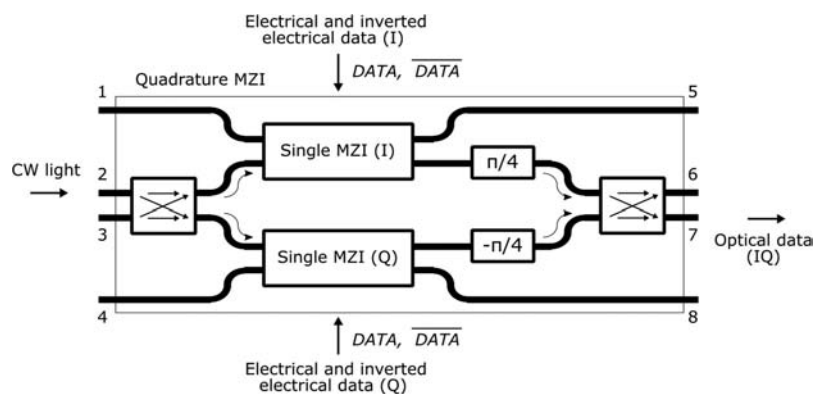 Electrical and inverted
electrical data (I)
DATA, DATA
Quadrature MZI
1
5
Single MZI (I)
π/4
CW light
2
6
3
7
Optical data
(IQ)
Single MZI (Q)
-π/4
4
8
DATA, DATA
Electrical and inverted
electrical data (Q)